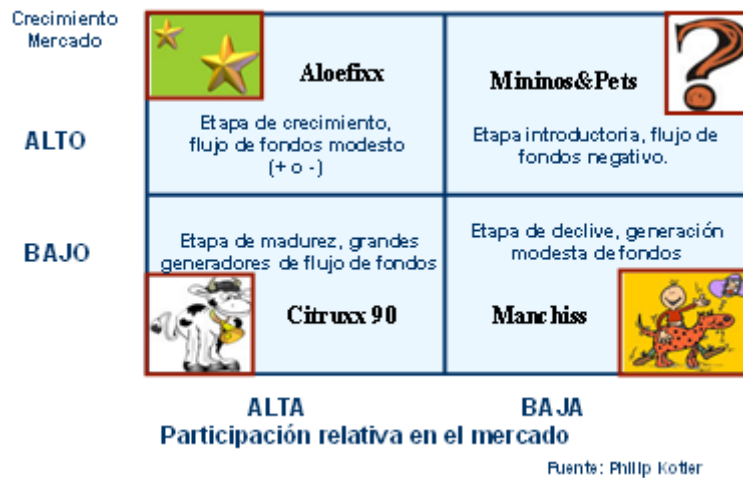 Crecimiento
Mercado
Aloefixx
Mininos&Pets
ALTO
Etapa de crecimiento,
flujo de fondos modesto
(+ o -)
Etapa introductoria, flujo de
fondos negativo.
BAJO
Etapa de madurez, grandes
generadores de flujo de fondos
Etapa de declive, generación
modesta de fondos
Citruxx 90
Manchiss
ALTA
BAJA
Participación relativa en el mercado
Fuente: Philip Kotler